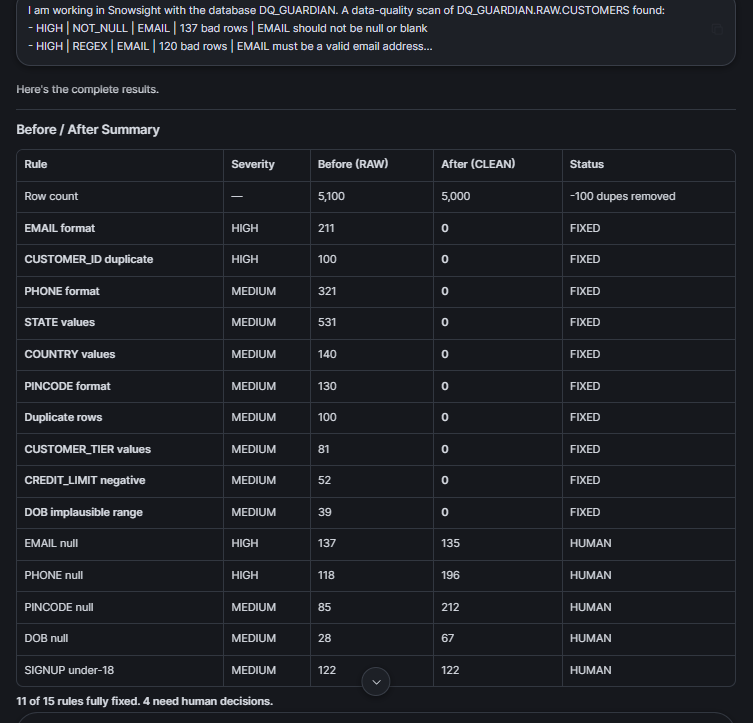 I am working in Snowsight with the database DQ_GUARDIAN. A data-quality scan of DQ_GUARDIAN.RAW.CUSTOMERS found:
- HIGH | NOT_NULL | EMAIL | 137 bad rows | EMAIL should not be null or blank
- HIGH | REGEX | EMAIL | 120 bad rows | EMAIL must be a valid email address...
Here's the complete results.
Before / After Summary
Rule Severity Before (RAW) After (CLEAN) Status
Row count — 5,100 5,000 -100 dupes removed
EMAIL format HIGH 211 0 FIXED
CUSTOMER_ID duplicate HIGH 100 0 FIXED
PHONE format MEDIUM 321 0 FIXED
STATE values MEDIUM 531 0 FIXED
COUNTRY values MEDIUM 140 0 FIXED
PINCODE format MEDIUM 130 0 FIXED
Duplicate rows MEDIUM 100 0 FIXED
CUSTOMER_TIER values MEDIUM 81 0 FIXED
CREDIT_LIMIT negative MEDIUM 52 0 FIXED
DOB implausible range MEDIUM 39 0 FIXED
EMAIL null HIGH 137 135 HUMAN
PHONE null HIGH 118 196 HUMAN
PINCODE null MEDIUM 85 212 HUMAN
DOB null MEDIUM 28 67 HUMAN
SIGNUP under-18 MEDIUM 122 122 HUMAN
11 of 15 rules fully fixed. 4 need human decisions.